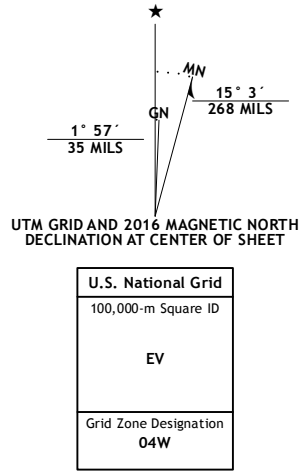 MN
GN
15° 3´
268 MILS
1° 57´
35 MILS
UTM GRID AND 2016 MAGNETIC NORTH
DECLINATION AT CENTER OF SHEET
U.S. National Grid
100,000-m Square ID
EV
Grid Zone Designation
04W